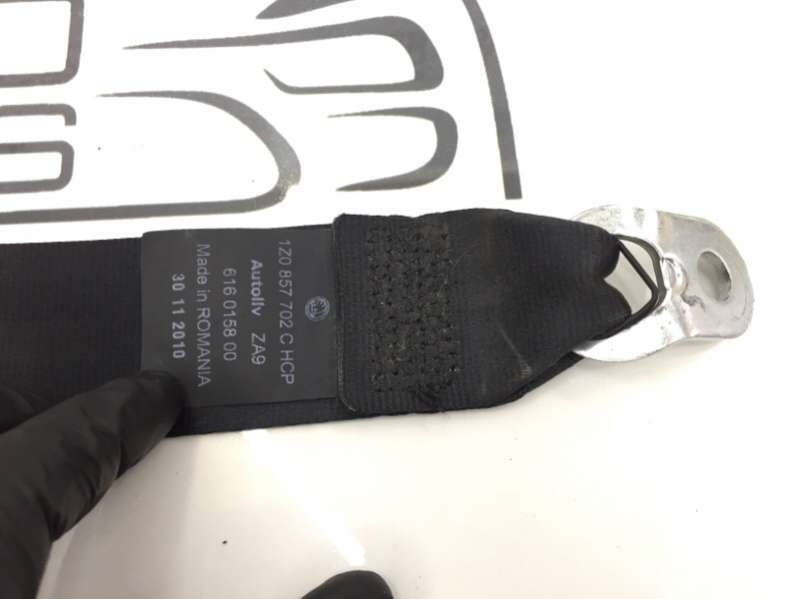 1Z0 857 702 C HCP
Autoliv ZA9
616 0158 00
Made in ROMANIA
30 11 2010